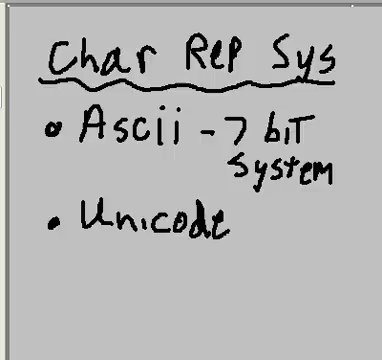 Char Rep Sys
• Ascii - 7 biT
System
• Unicode